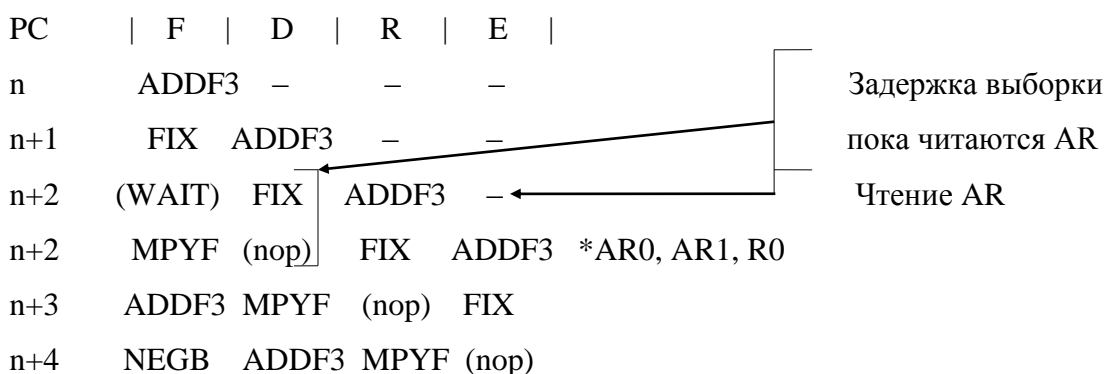 PC | F | D | R | E |
n ADDF3 – – – Задержка выборки
n+1 FIX ADDF3 – – пока читаются AR
n+2 (WAIT) FIX ADDF3 – Чтение AR
n+2 MPYF (nop) FIX ADDF3 *AR0, AR1, R0
n+3 ADDF3 MPYF (nop) FIX
n+4 NEGB ADDF3 MPYF (nop)